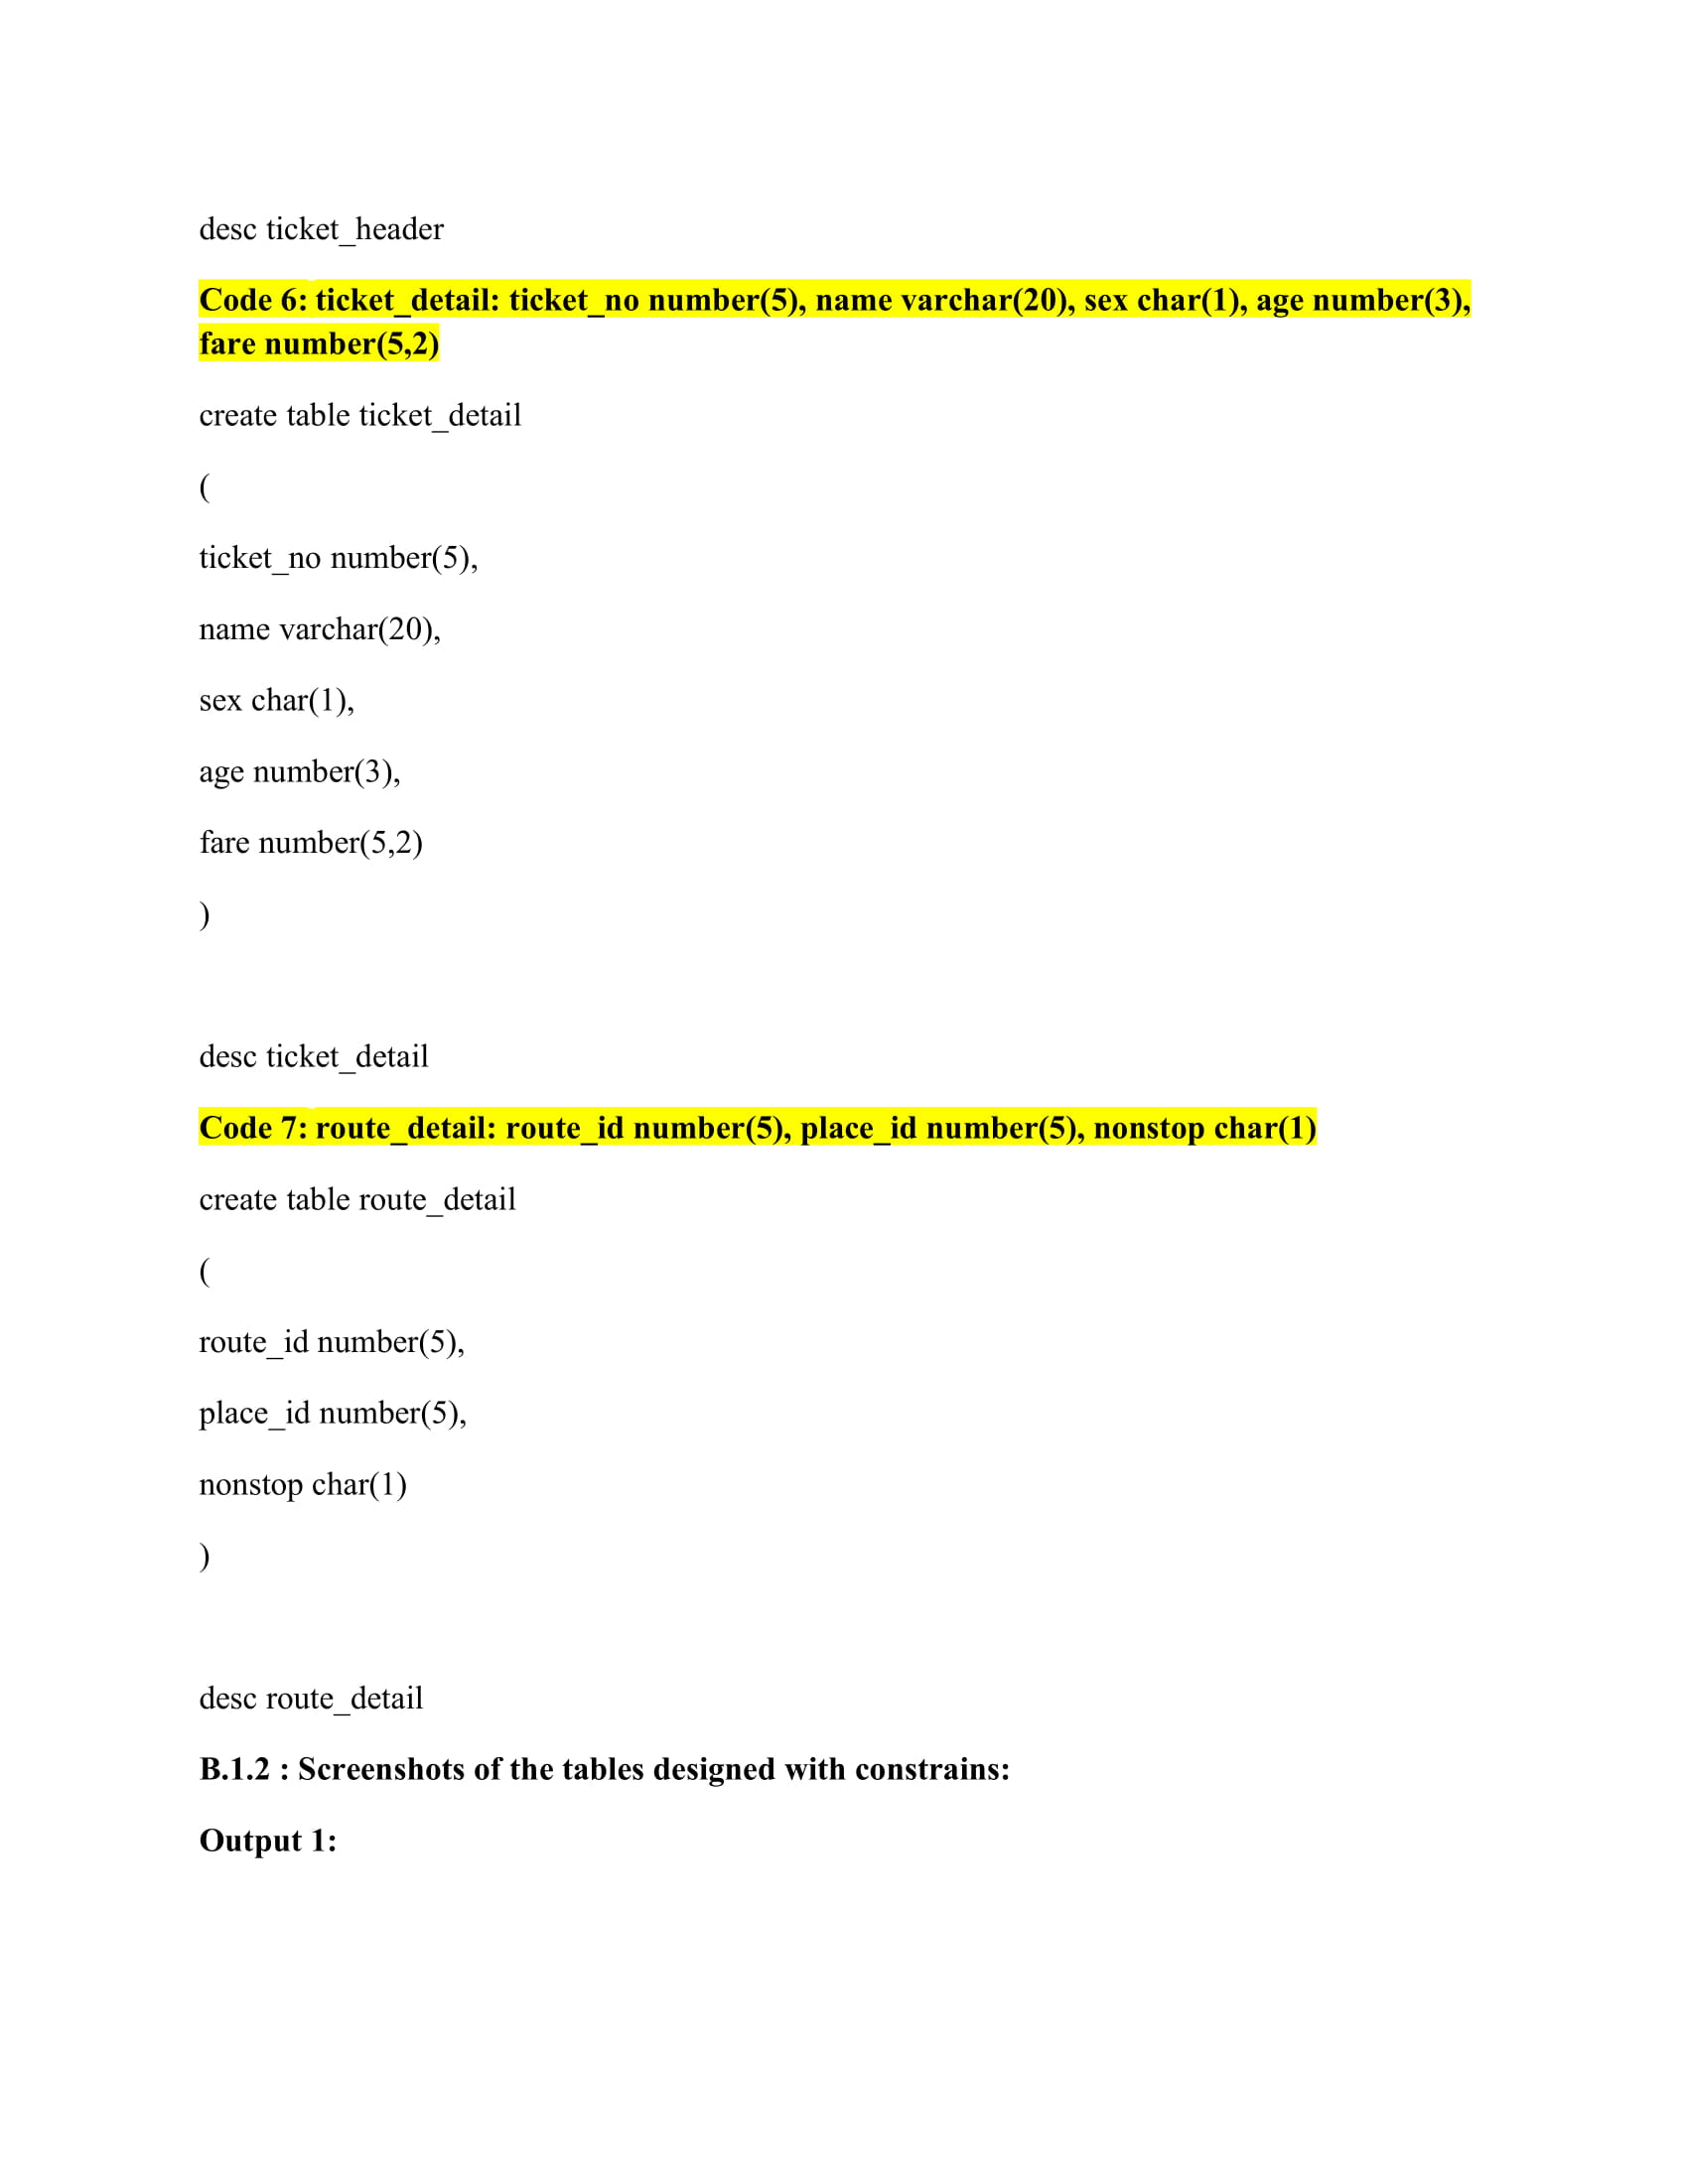 desc ticket_header
Code 6: ticket_detail: ticket_no number(5), name varchar(20), sex char(1), age number(3),
fare number(5,2)
create table ticket_detail
(
ticket_no number(5),
name varchar(20),
sex char(1),
age number(3),
fare number(5,2)
)
desc ticket_detail
Code 7: route_detail: route_id number(5), place_id number(5), nonstop char(1)
create table route_detail
(
route_id number(5),
place_id number(5),
nonstop char(1)
)
desc route_detail
B.1.2 : Screenshots of the tables designed with constrains:
Output 1: